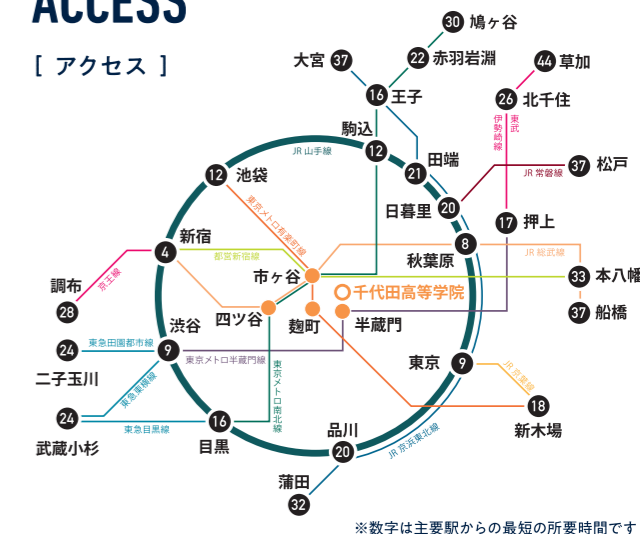 ACCESS
[ アクセス ]
30 鳩ヶ谷
大宮 37
22 赤羽岩淵
44 草加
16 王子
26 北千住
駒込
12
東武
伊勢崎線
JR 山手線
田端
21
37 松戸
JR 常磐線
12 池袋
日暮里 20
17 押上
東京メトロ有楽町線
新宿
4
8
秋葉原
JR 総武線
都営新宿線
市ヶ谷
33 本八幡
調布
28
京王線
千代田高等学院
四ツ谷
麹町
半蔵門
37 船橋
渋谷
9
24
東急田園都市線
二子玉川
東京メトロ半蔵門線
東京メトロ南北線
東京 9
JR 京葉線
東急東横線
24
武蔵小杉
東急目黒線
16
目黒
18
新木場
品川
20
JR 京浜東北線
蒲田
32
※数字は主要駅からの最短の所要時間です